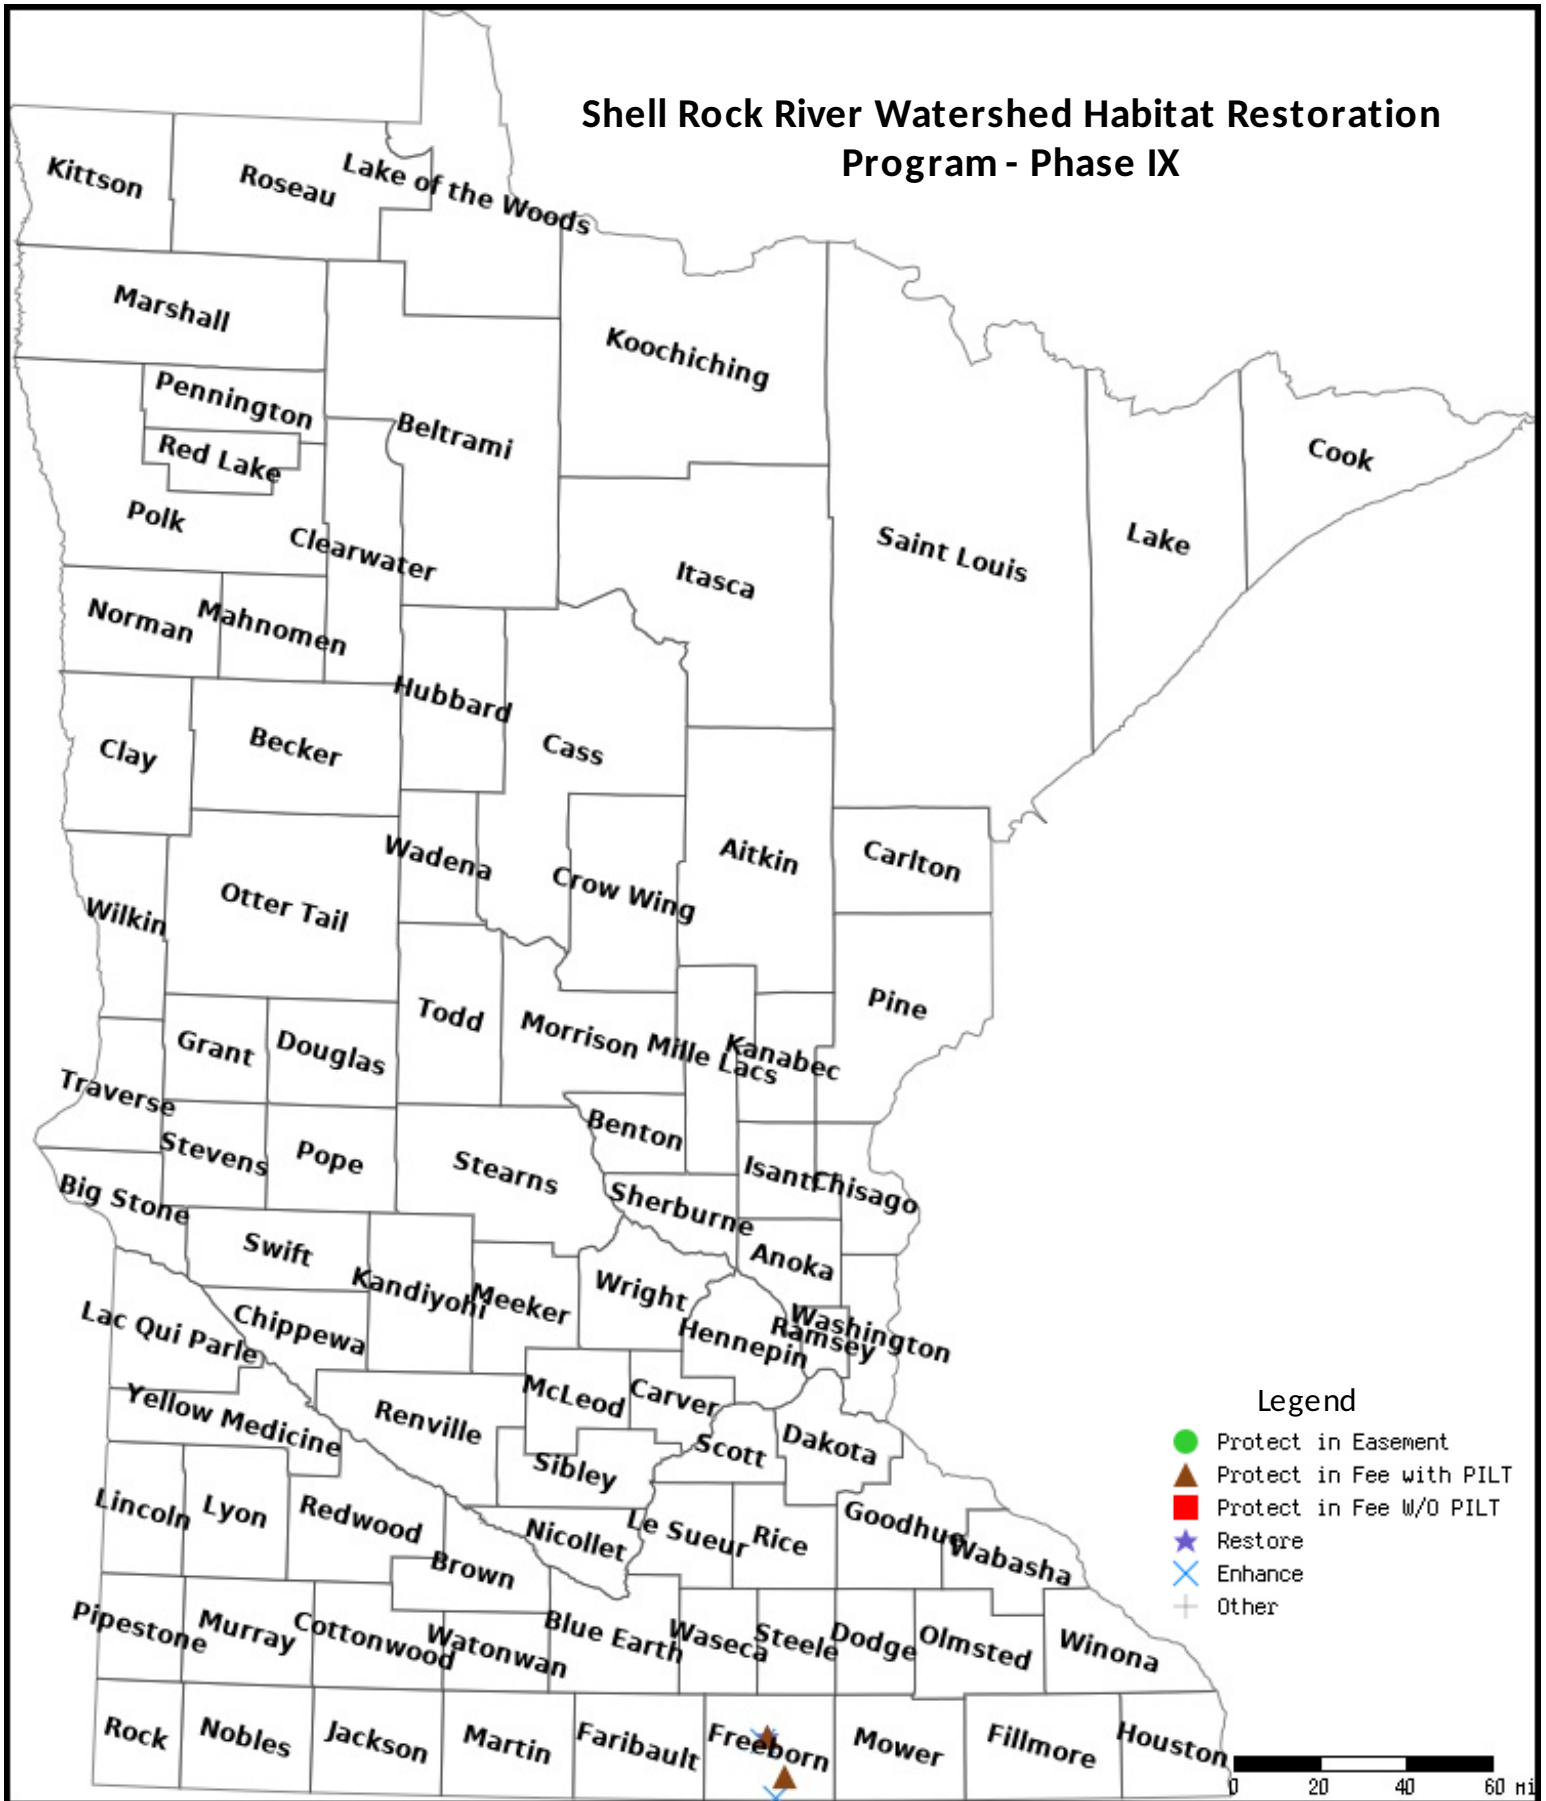 Shell Rock River Watershed Habitat Restoration
Program - Phase IX
Kittson
Roseau
Lake of the Woods
Marshall
Koochiching
Pennington
Beltrami
Red Lake
Cook
Polk
Clearwater
Saint Louis
Lake
Itasca
Norman
Mahnomen
Hubbard
Clay
Becker
Cass
Wadena
Aitkin
Carlton
Crow Wing
Otter Tail
Wilkin
Pine
Todd
Morrison
Mille Lacs
Kanabec
Grant
Douglas
Traverse
Benton
Stevens
Pope
Stearns
Isanti
Chisago
Big Stone
Sherburne
Swift
Anoka
Kandiyohi
Meeker
Wright
Washington
Ramsey
Hennepin
Lac Qui Parle
Chippewa
McLeod
Carver
Yellow Medicine
Renville
Scott
Dakota
Sibley
Lincoln
Lyon
Redwood
Nicollet
Le Sueur
Rice
Goodhue
Wabasha
Brown
Pipestone
Murray
Cottonwood
Watonwan
Blue Earth
Waseca
Steele
Dodge
Olmsted
Winona
Rock
Nobles
Jackson
Martin
Faribault
Freeborn
Mower
Fillmore
Houston
Legend
Protect in Easement
Protect in Fee with PILT
Protect in Fee W/O PILT
Restore
Enhance
Other
0 20 40 60 mi